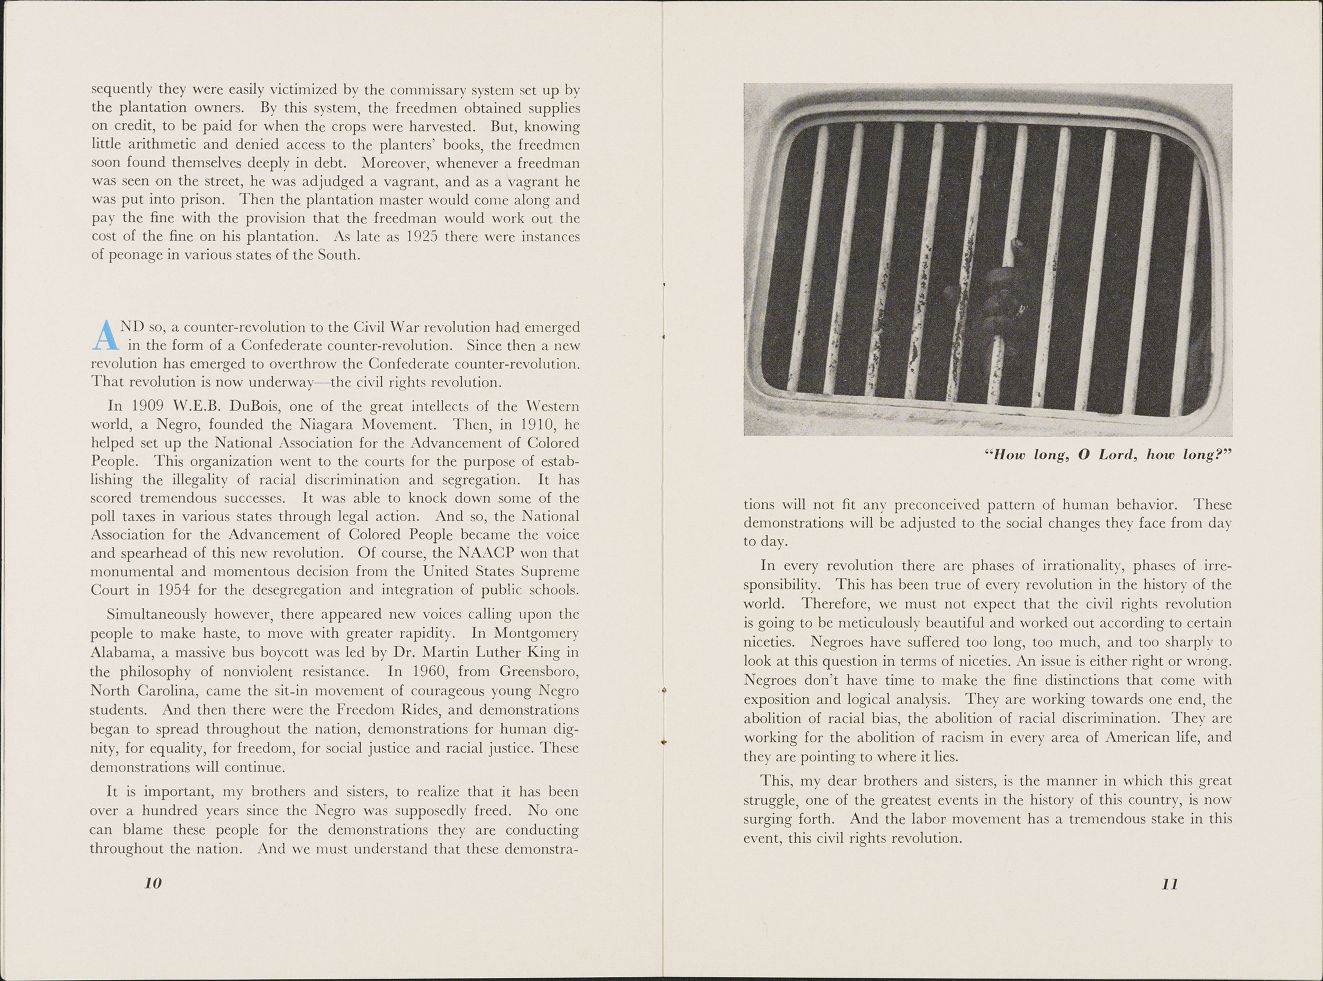 sequently they were easily victimized by the commissary system set up by
the plantation owners. By this system, the freedmen obtained supplies
on credit, to be paid for when the crops were harvested. But, knowing
little arithmetic and denied access to the planters' books, the freedmen
soon found themselves deeply in debt. Moreover, whenever a freedman
was seen on the street, he was adjudged a vagrant, and as a vagrant he
was put into prison. Then the plantation master would come along and
pay the fine with the provision that the freedman would work out the
cost of the fine on his plantation. As late as 1925 there were instances
of peonage in various states of the South.
AND so, a counter-revolution to the Civil War revolution had emerged
in the form of a Confederate counter-revolution. Since then a new
revolution has emerged to overthrow the Confederate counter-revolution.
That revolution is now underway—the civil rights revolution.
In 1909 W.E.B. DuBois, one of the great intellects of the Western
world, a Negro, founded the Niagara Movement. Then, in 1910, he
helped set up the National Association for the Advancement of Colored
People. This organization went to the courts for the purpose of estab-
lishing the illegality of racial discrimination and segregation. It has
scored tremendous successes. It was able to knock down some of the
poll taxes in various states through legal action. And so, the National
Association for the Advancement of Colored People became the voice
and spearhead of this new revolution. Of course, the NAACP won that
monumental and momentous decision from the United States Supreme
Court in 1954 for the desegregation and integration of public schools.
Simultaneously however, there appeared new voices calling upon the
people to make haste, to move with greater rapidity. In Montgomery
Alabama, a massive bus boycott was led by Dr. Martin Luther King in
the philosophy of nonviolent resistance. In 1960, from Greensboro,
North Carolina, came the sit-in movement of courageous young Negro
students. And then there were the Freedom Rides, and demonstrations
began to spread throughout the nation, demonstrations for human dig-
nity, for equality, for freedom, for social justice and racial justice. These
demonstrations will continue.
It is important, my brothers and sisters, to realize that it has been
over a hundred years since the Negro was supposedly freed. No one
can blame these people for the demonstrations they are conducting
throughout the nation. And we must understand that these demonstra-
10
"How long, O Lord, how long?"
tions will not fit any preconceived pattern of human behavior. These
demonstrations will be adjusted to the social changes they face from day
to day.
In every revolution there are phases of irrationality, phases of irre-
sponsibility. This has been true of every revolution in the history of the
world. Therefore, we must not expect that the civil rights revolution
is going to be meticulously beautiful and worked out according to certain
niceties. Negroes have suffered too long, too much, and too sharply to
look at this question in terms of niceties. An issue is either right or wrong.
Negroes don't have time to make the fine distinctions that come with
exposition and logical analysis. They are working towards one end, the
abolition of racial bias, the abolition of racial discrimination. They are
working for the abolition of racism in every area of American life, and
they are pointing to where it lies.
This, my dear brothers and sisters, is the manner in which this great
struggle, one of the greatest events in the history of this country, is now
surging forth. And the labor movement has a tremendous stake in this
event, this civil rights revolution.
11